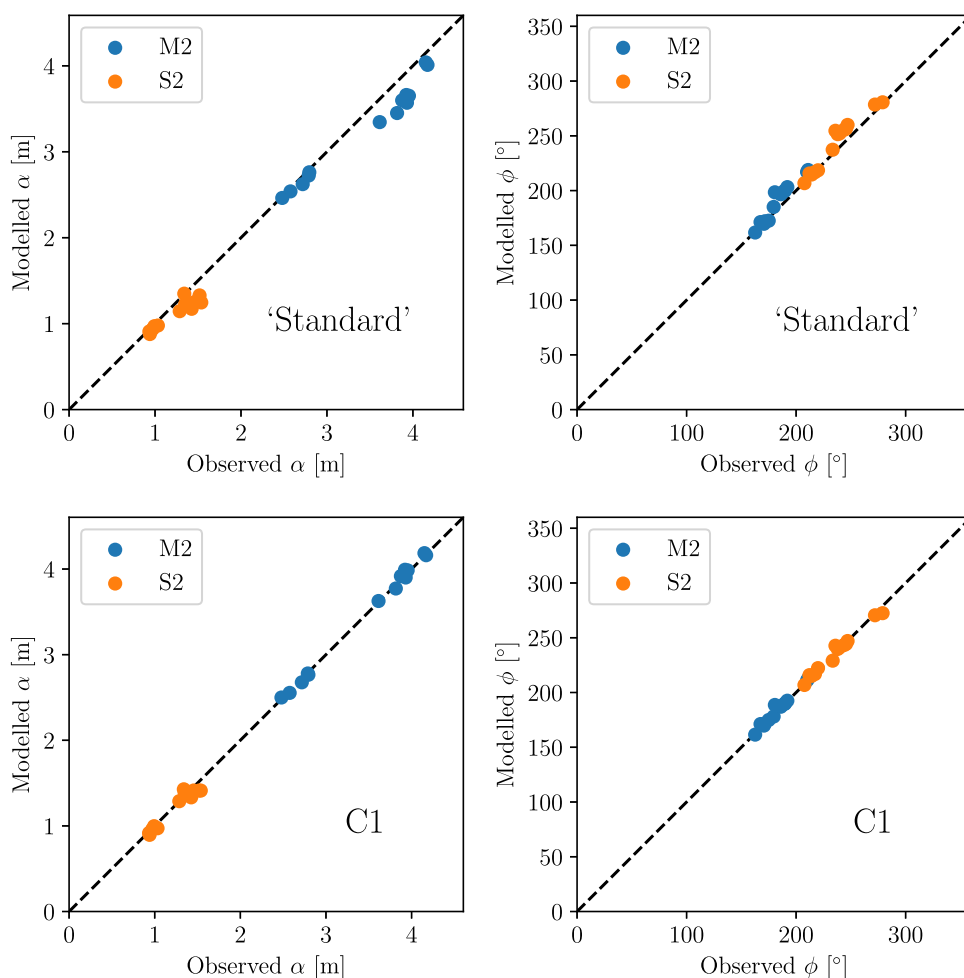 M2
S2
4
3
2
1
0
Modelled α [m]
‘Standard’
0 1 2 3 4
Observed α [m]
M2
S2
350
300
250
200
150
100
50
0
Modelled ϕ [°]
‘Standard’
0 100 200 300
Observed ϕ [°]
M2
S2
4
3
2
1
0
Modelled α [m]
C1
0 1 2 3 4
Observed α [m]
M2
S2
350
300
250
200
150
100
50
0
Modelled ϕ [°]
C1
0 100 200 300
Observed ϕ [°]